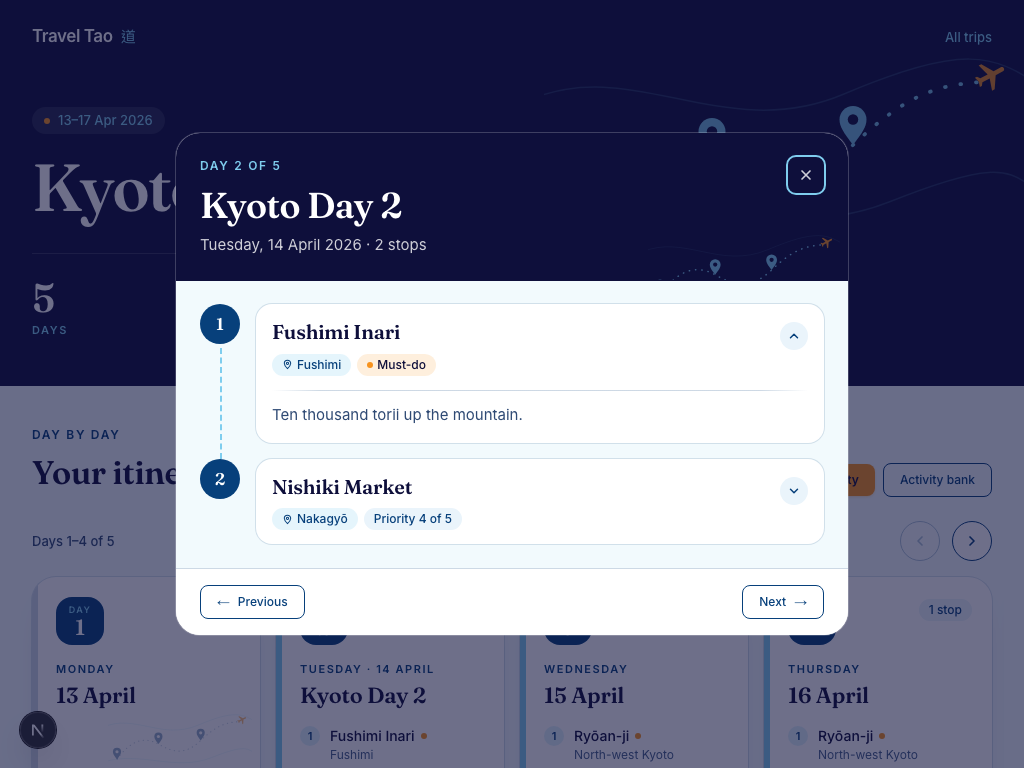 Travel Tao 道
All trips
13–17 Apr 2026
Kyoto
5
DAYS
DAY 2 OF 5
Kyoto Day 2
Tuesday, 14 April 2026 · 2 stops
1
Fushimi Inari
Fushimi
Must-do
Ten thousand torii up the mountain.
2
Nishiki Market
Nakagyō
Priority 4 of 5
← Previous
Next →
DAY BY DAY
Your itine
ty
Activity bank
Days 1–4 of 5
DAY
1
MONDAY
13 April
TUESDAY · 14 APRIL
Kyoto Day 2
1 Fushimi Inari
Fushimi
WEDNESDAY
15 April
1 Ryōan-ji
North-west Kyoto
1 stop
THURSDAY
16 April
1 Ryōan-ji
North-west Kyoto
N